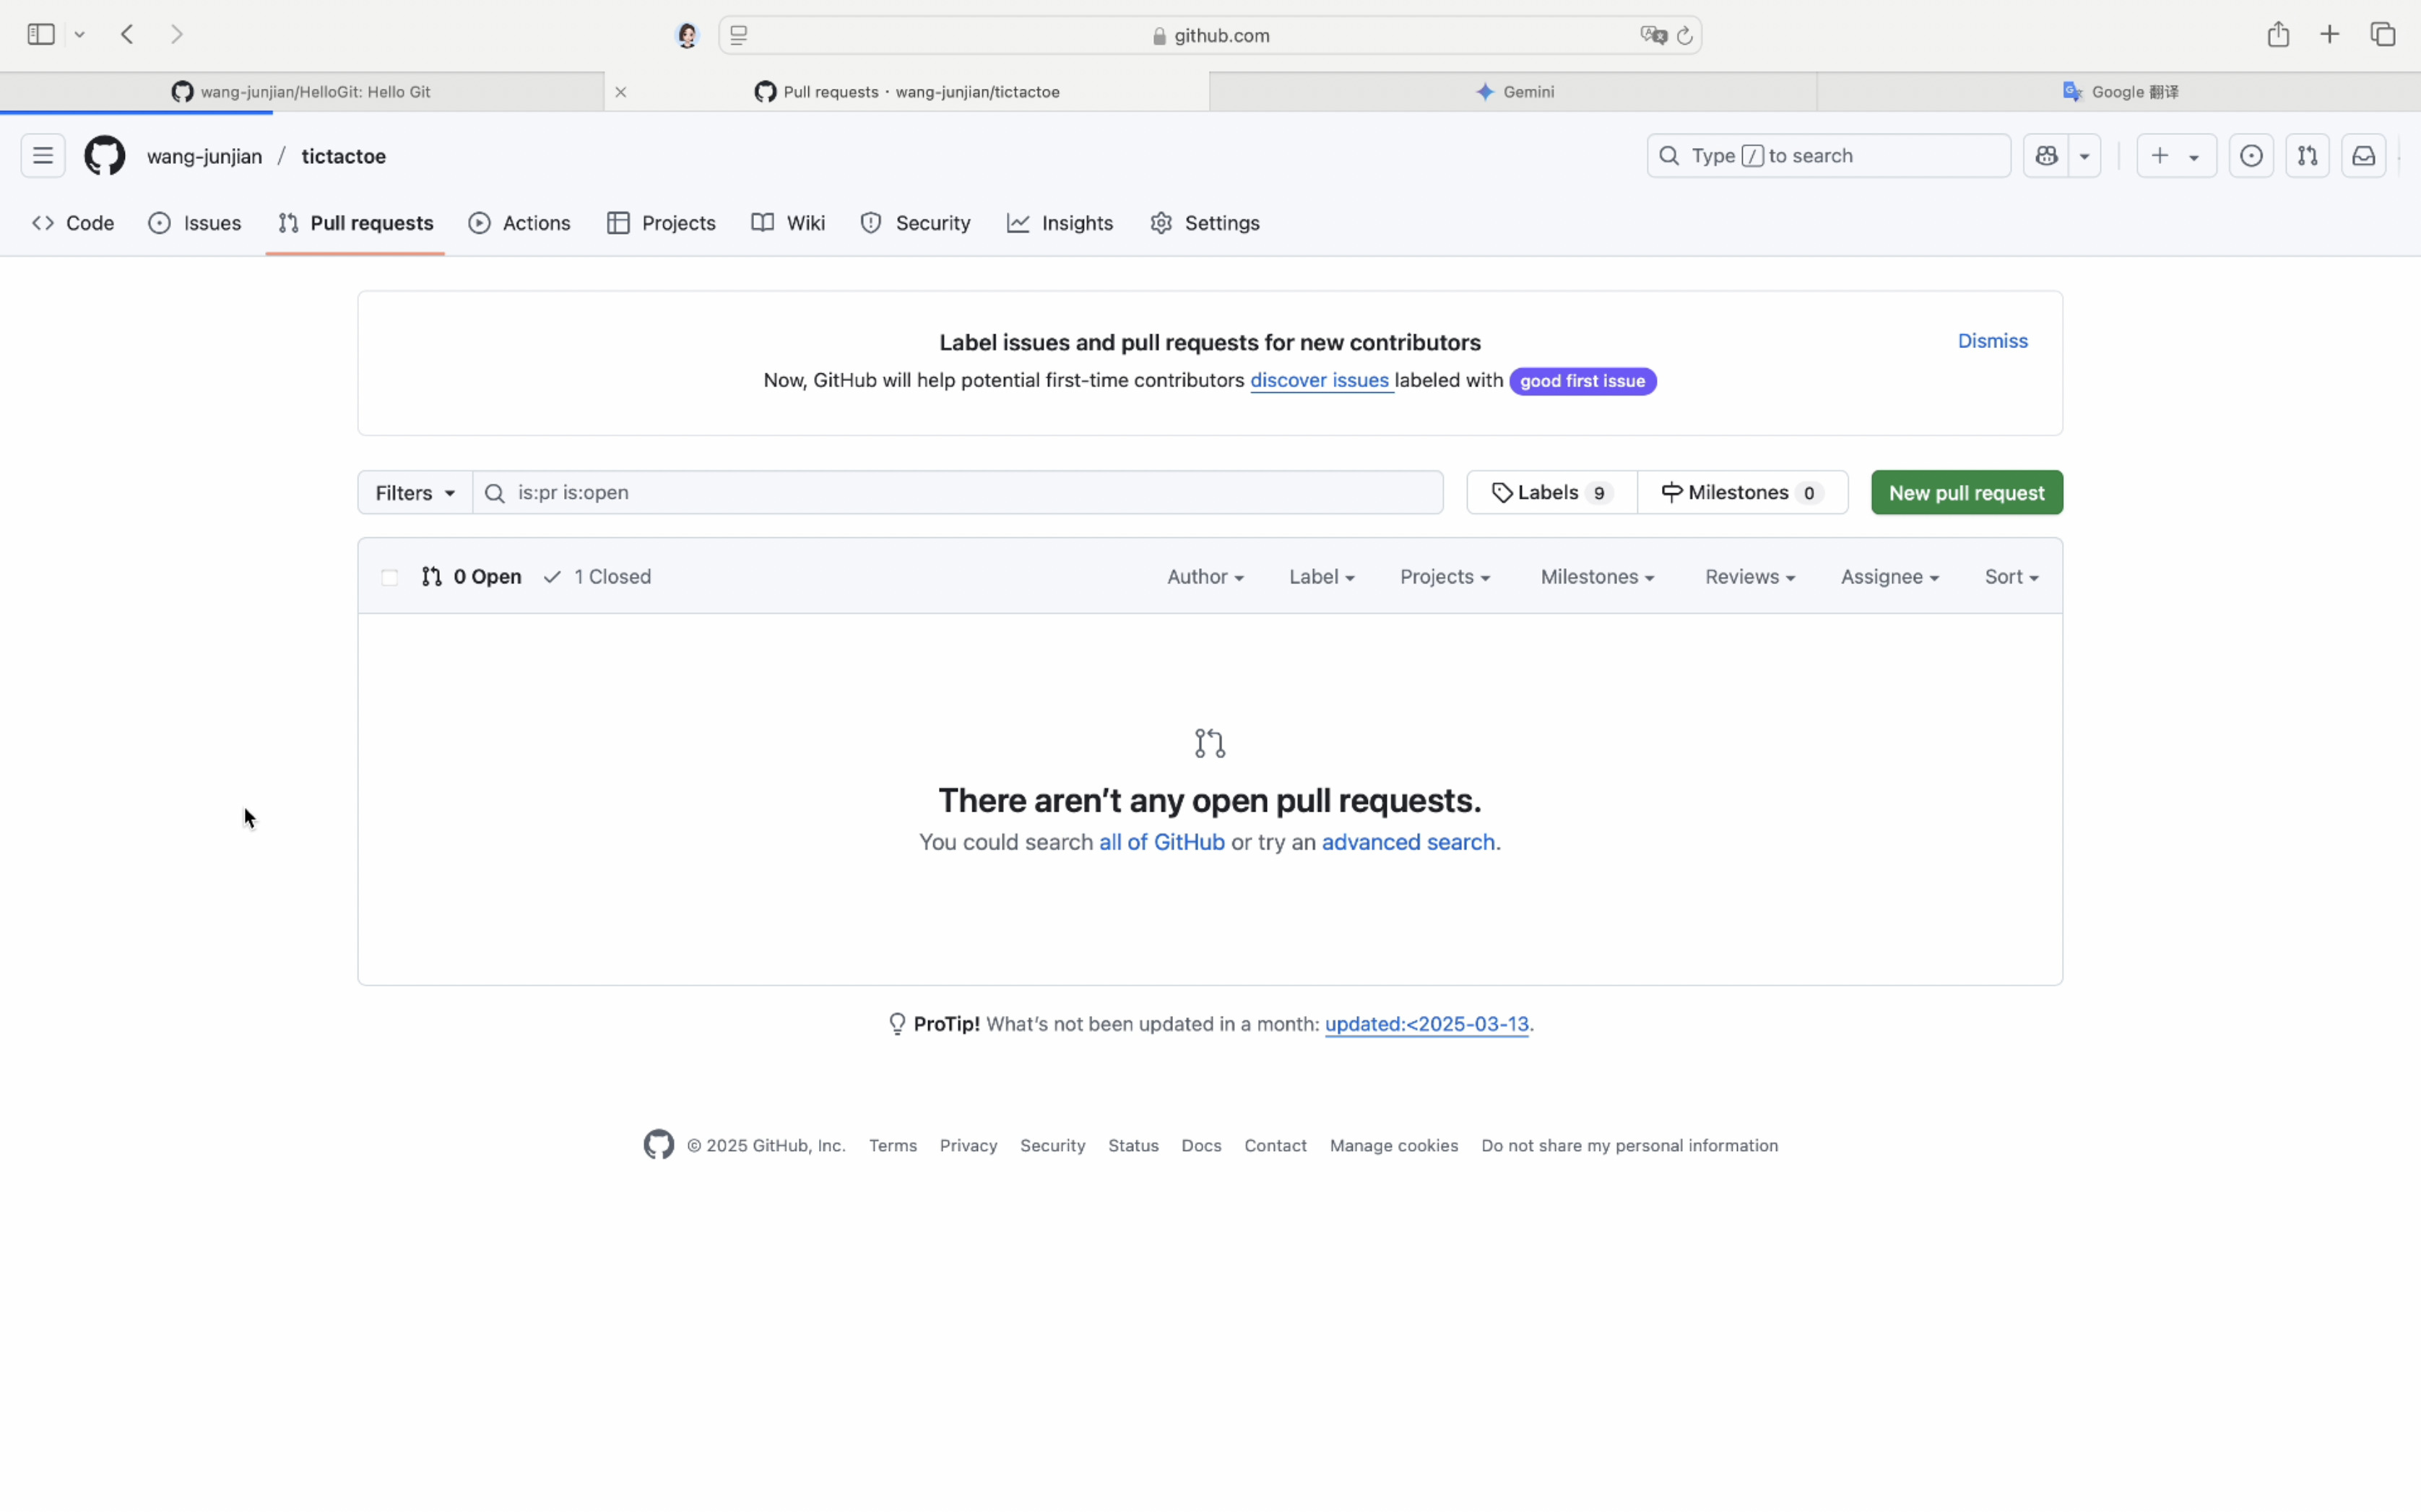 github.com
wang-junjian/HelloGit: Hello Git
Pull requests · wang-junjian/tictactoe
Gemini
Google 翻译
wang-junjian / tictactoe
Type / to search
Code Issues Pull requests Actions Projects Wiki Security Insights Settings
Label issues and pull requests for new contributors
Dismiss
Now, GitHub will help potential first-time contributors discover issues labeled with good first issue
Filters is:pr is:open Labels 9 Milestones 0 New pull request
0 Open 1 Closed Author Label Projects Milestones Reviews Assignee Sort
There aren’t any open pull requests.
You could search all of GitHub or try an advanced search.
ProTip! What’s not been updated in a month: updated:<2025-03-13.
© 2025 GitHub, Inc. Terms Privacy Security Status Docs Contact Manage cookies Do not share my personal information